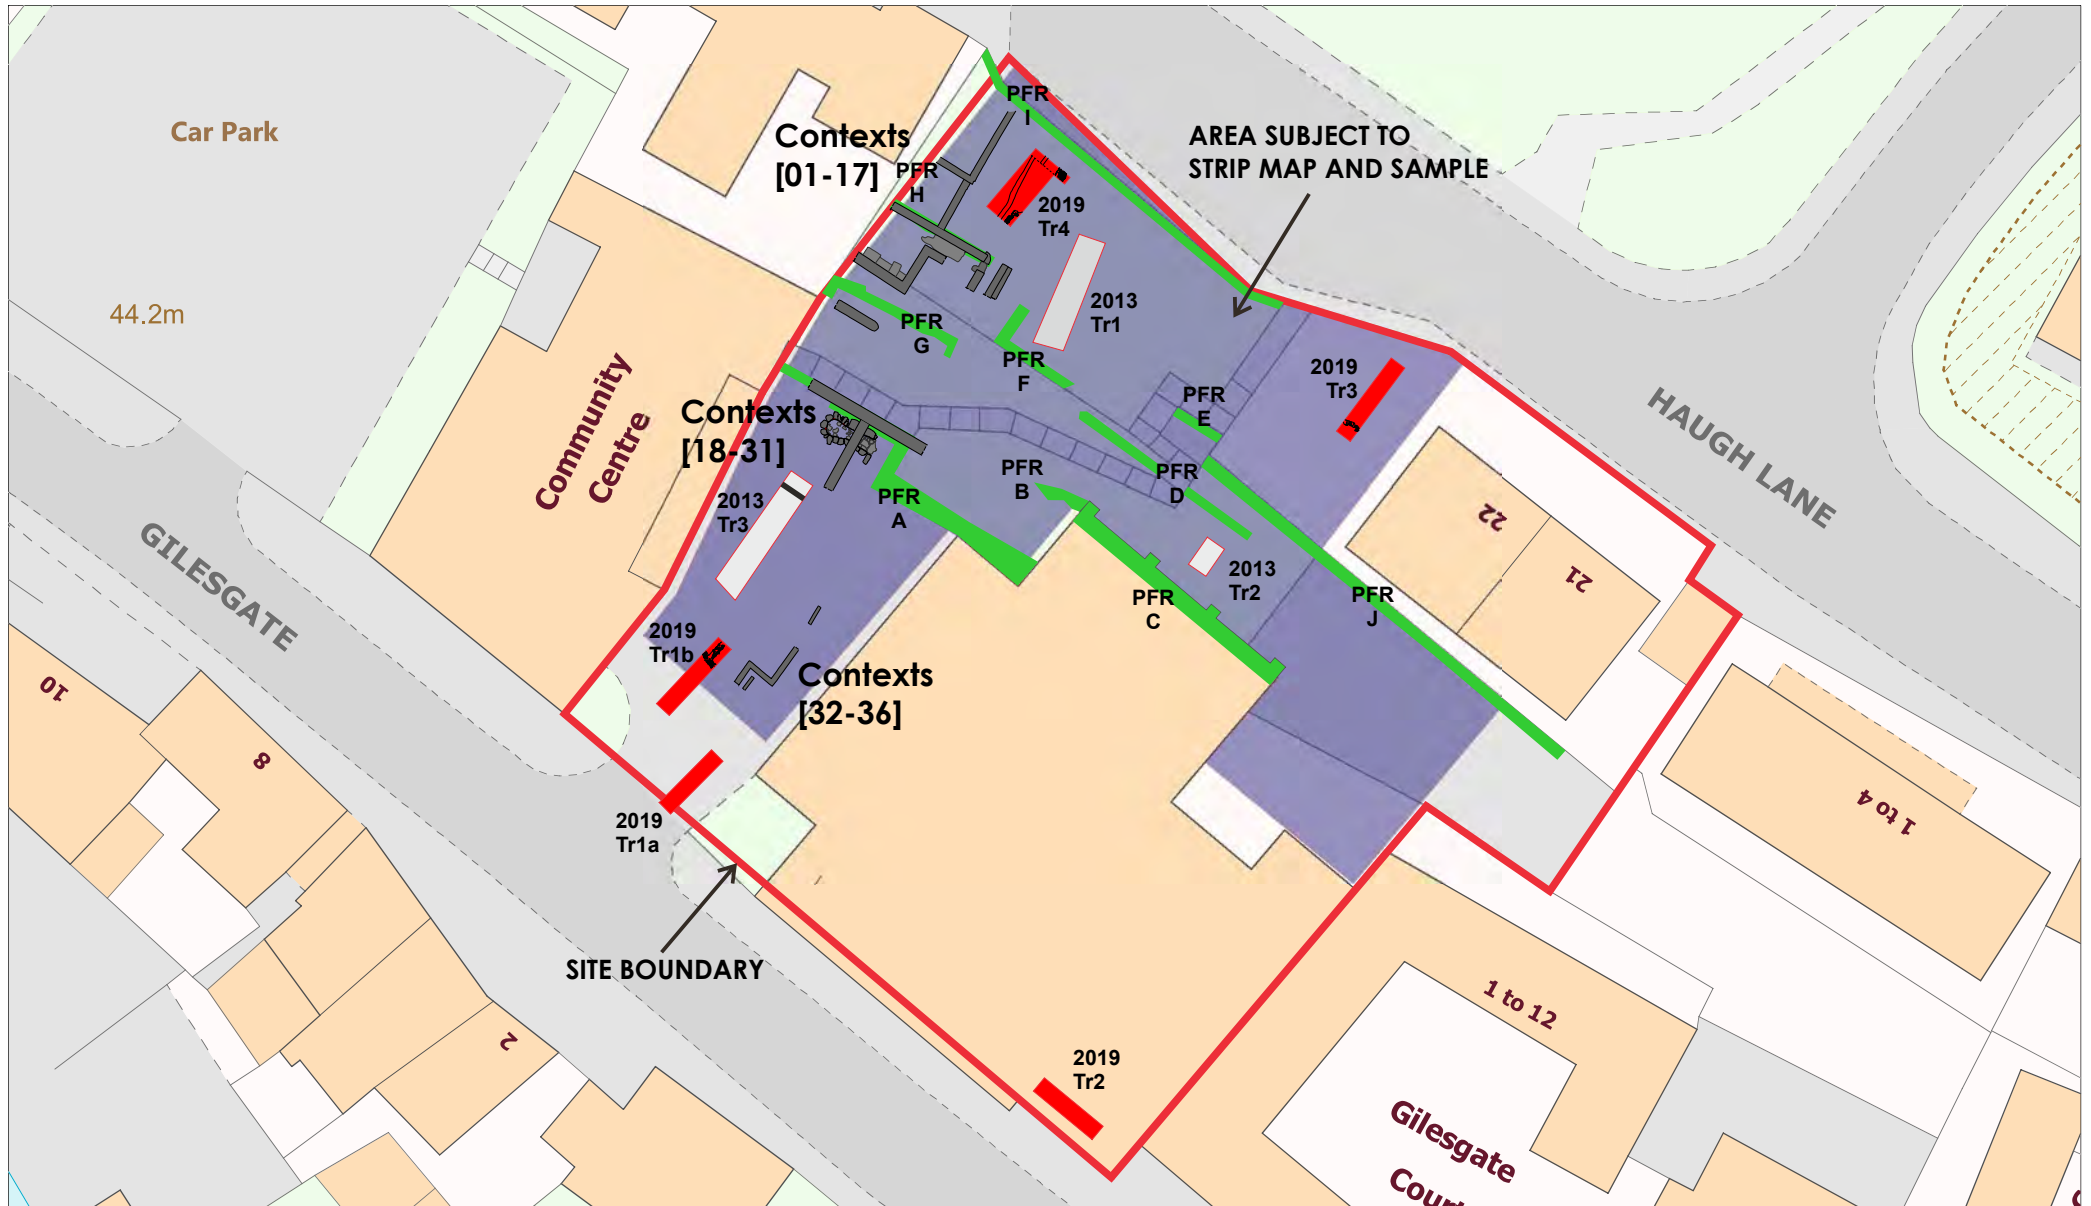 PFR
I
Contexts
[01-17]
Car Park
AREA SUBJECT TO
STRIP MAP AND SAMPLE
PFR
H
2019
Tr4
44.2m
2013
Tr1
PFR
G
PFR
F
2019
Tr3
PFR
E
HAUGH LANE
Community
Centre
Contexts
[18-31]
PFR
B
PFR
D
2013
Tr3
PFR
A
22
21
GILESGATE
2013
Tr2
PFR
C
PFR
J
2019
Tr1b
Contexts
[32-36]
10
8
2019
Tr1a
1 to 4
SITE BOUNDARY
1 to 12
2
2019
Tr2
Gilesgate
Court